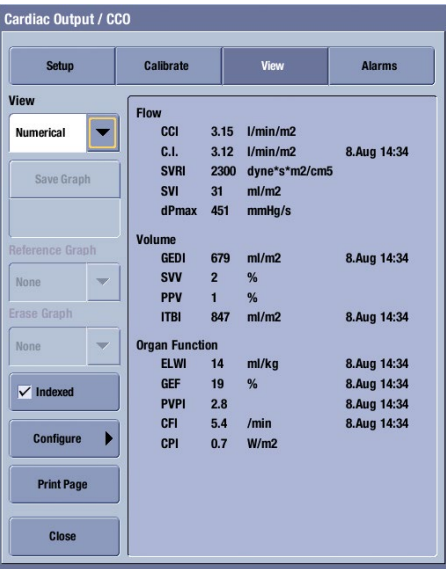 Cardiac Output / CCO
Setup Calibrate View Alarms
View
Numerical
Save Graph
Reference Graph
None
Erase Graph
None
Indexed
Configure
Print Page
Close
Flow
CCI 3.15 l/min/m2
C.I. 3.12 l/min/m2 8.Aug 14:34
SVRI 2300 dyne*s*m2/cm5
SVI 31 ml/m2
dPmax 451 mmHg/s
Volume
GEDI 679 ml/m2 8.Aug 14:34
SVV 2 %
PPV 1 %
ITBI 847 ml/m2 8.Aug 14:34
Organ Function
ELWI 14 ml/kg 8.Aug 14:34
GEF 19 % 8.Aug 14:34
PVPI 2.8 8.Aug 14:34
CFI 5.4 /min 8.Aug 14:34
CPI 0.7 W/m2